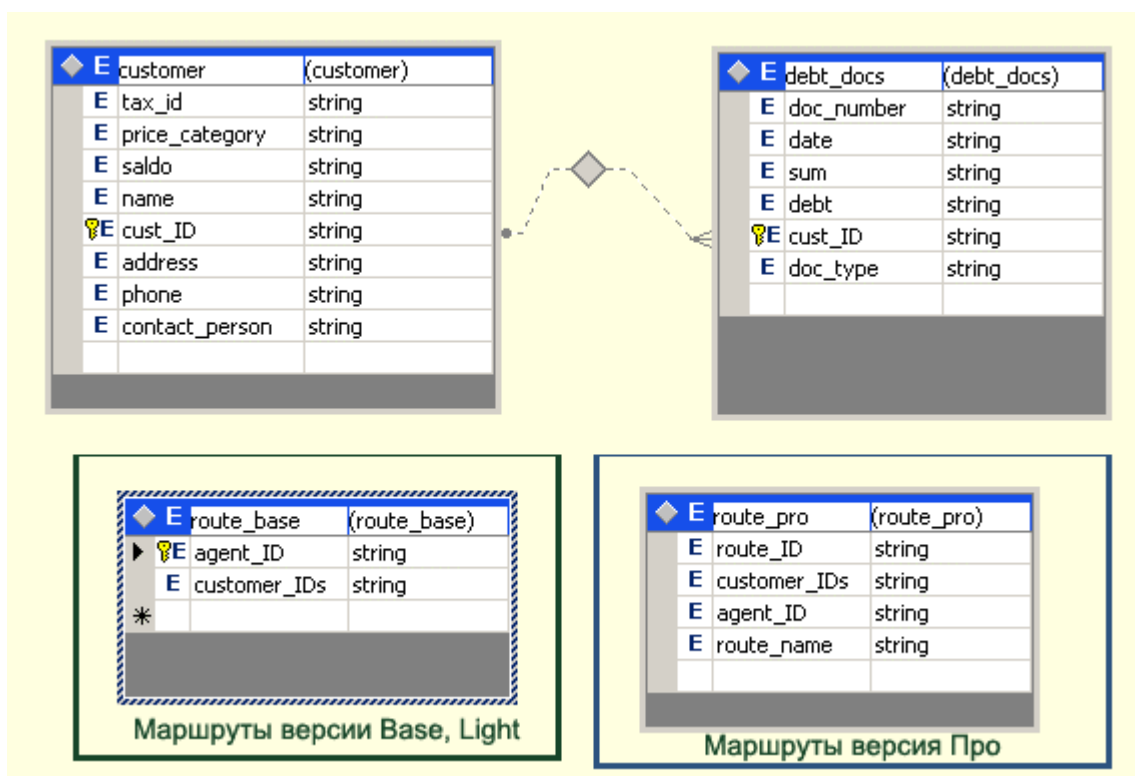 E customer (customer)
E tax_id string
E price_category string
E saldo string
E name string
E cust_ID string
E address string
E phone string
E contact_person string
E debt_docs (debt_docs)
E doc_number string
E date string
E sum string
E debt string
E cust_ID string
E doc_type string
E route_base (route_base)
E agent_ID string
E customer_IDs string
Маршруты версии Base, Light
E route_pro (route_pro)
E route_ID string
E customer_IDs string
E agent_ID string
E route_name string
Маршруты версия Про